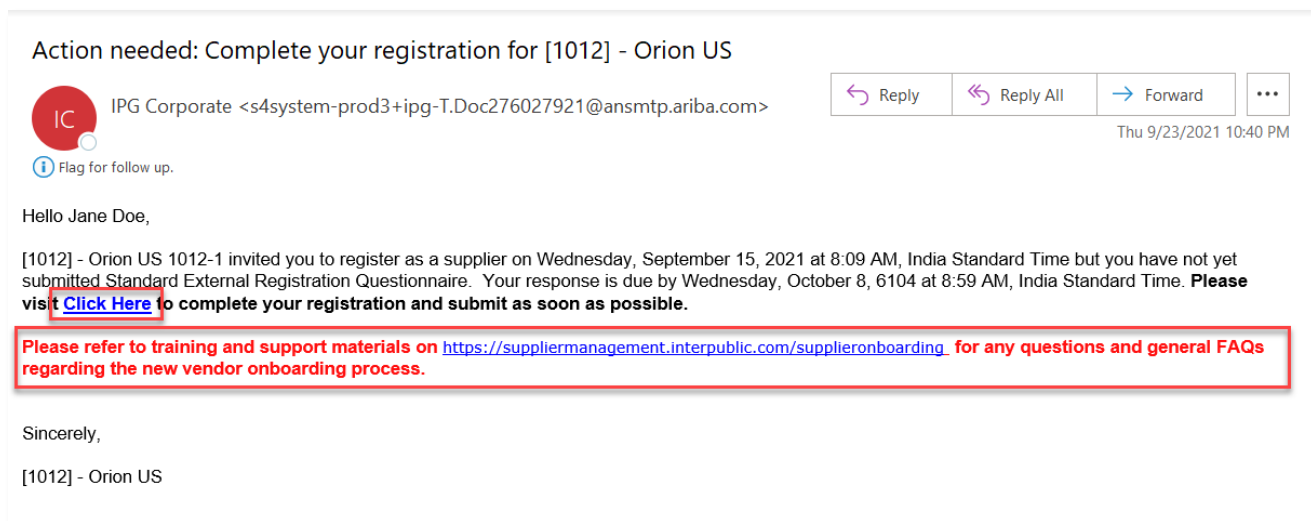 Action needed: Complete your registration for [1012] - Orion US
IC
IPG Corporate <s4system-prod3+ipg-T.Doc276027921@ansmtp.ariba.com>
Reply
Reply All
Forward
Thu 9/23/2021 10:40 PM
Flag for follow up.
Hello Jane Doe,
[1012] - Orion US 1012-1 invited you to register as a supplier on Wednesday, September 15, 2021 at 8:09 AM, India Standard Time but you have not yet
submitted Standard External Registration Questionnaire.  Your response is due by Wednesday, October 8, 6104 at 8:59 AM, India Standard Time. Please
visit Click Here to complete your registration and submit as soon as possible.
Please refer to training and support materials on https://suppliermanagement.interpublic.com/supplieronboarding for any questions and general FAQs
regarding the new vendor onboarding process.
Sincerely,
[1012] - Orion US